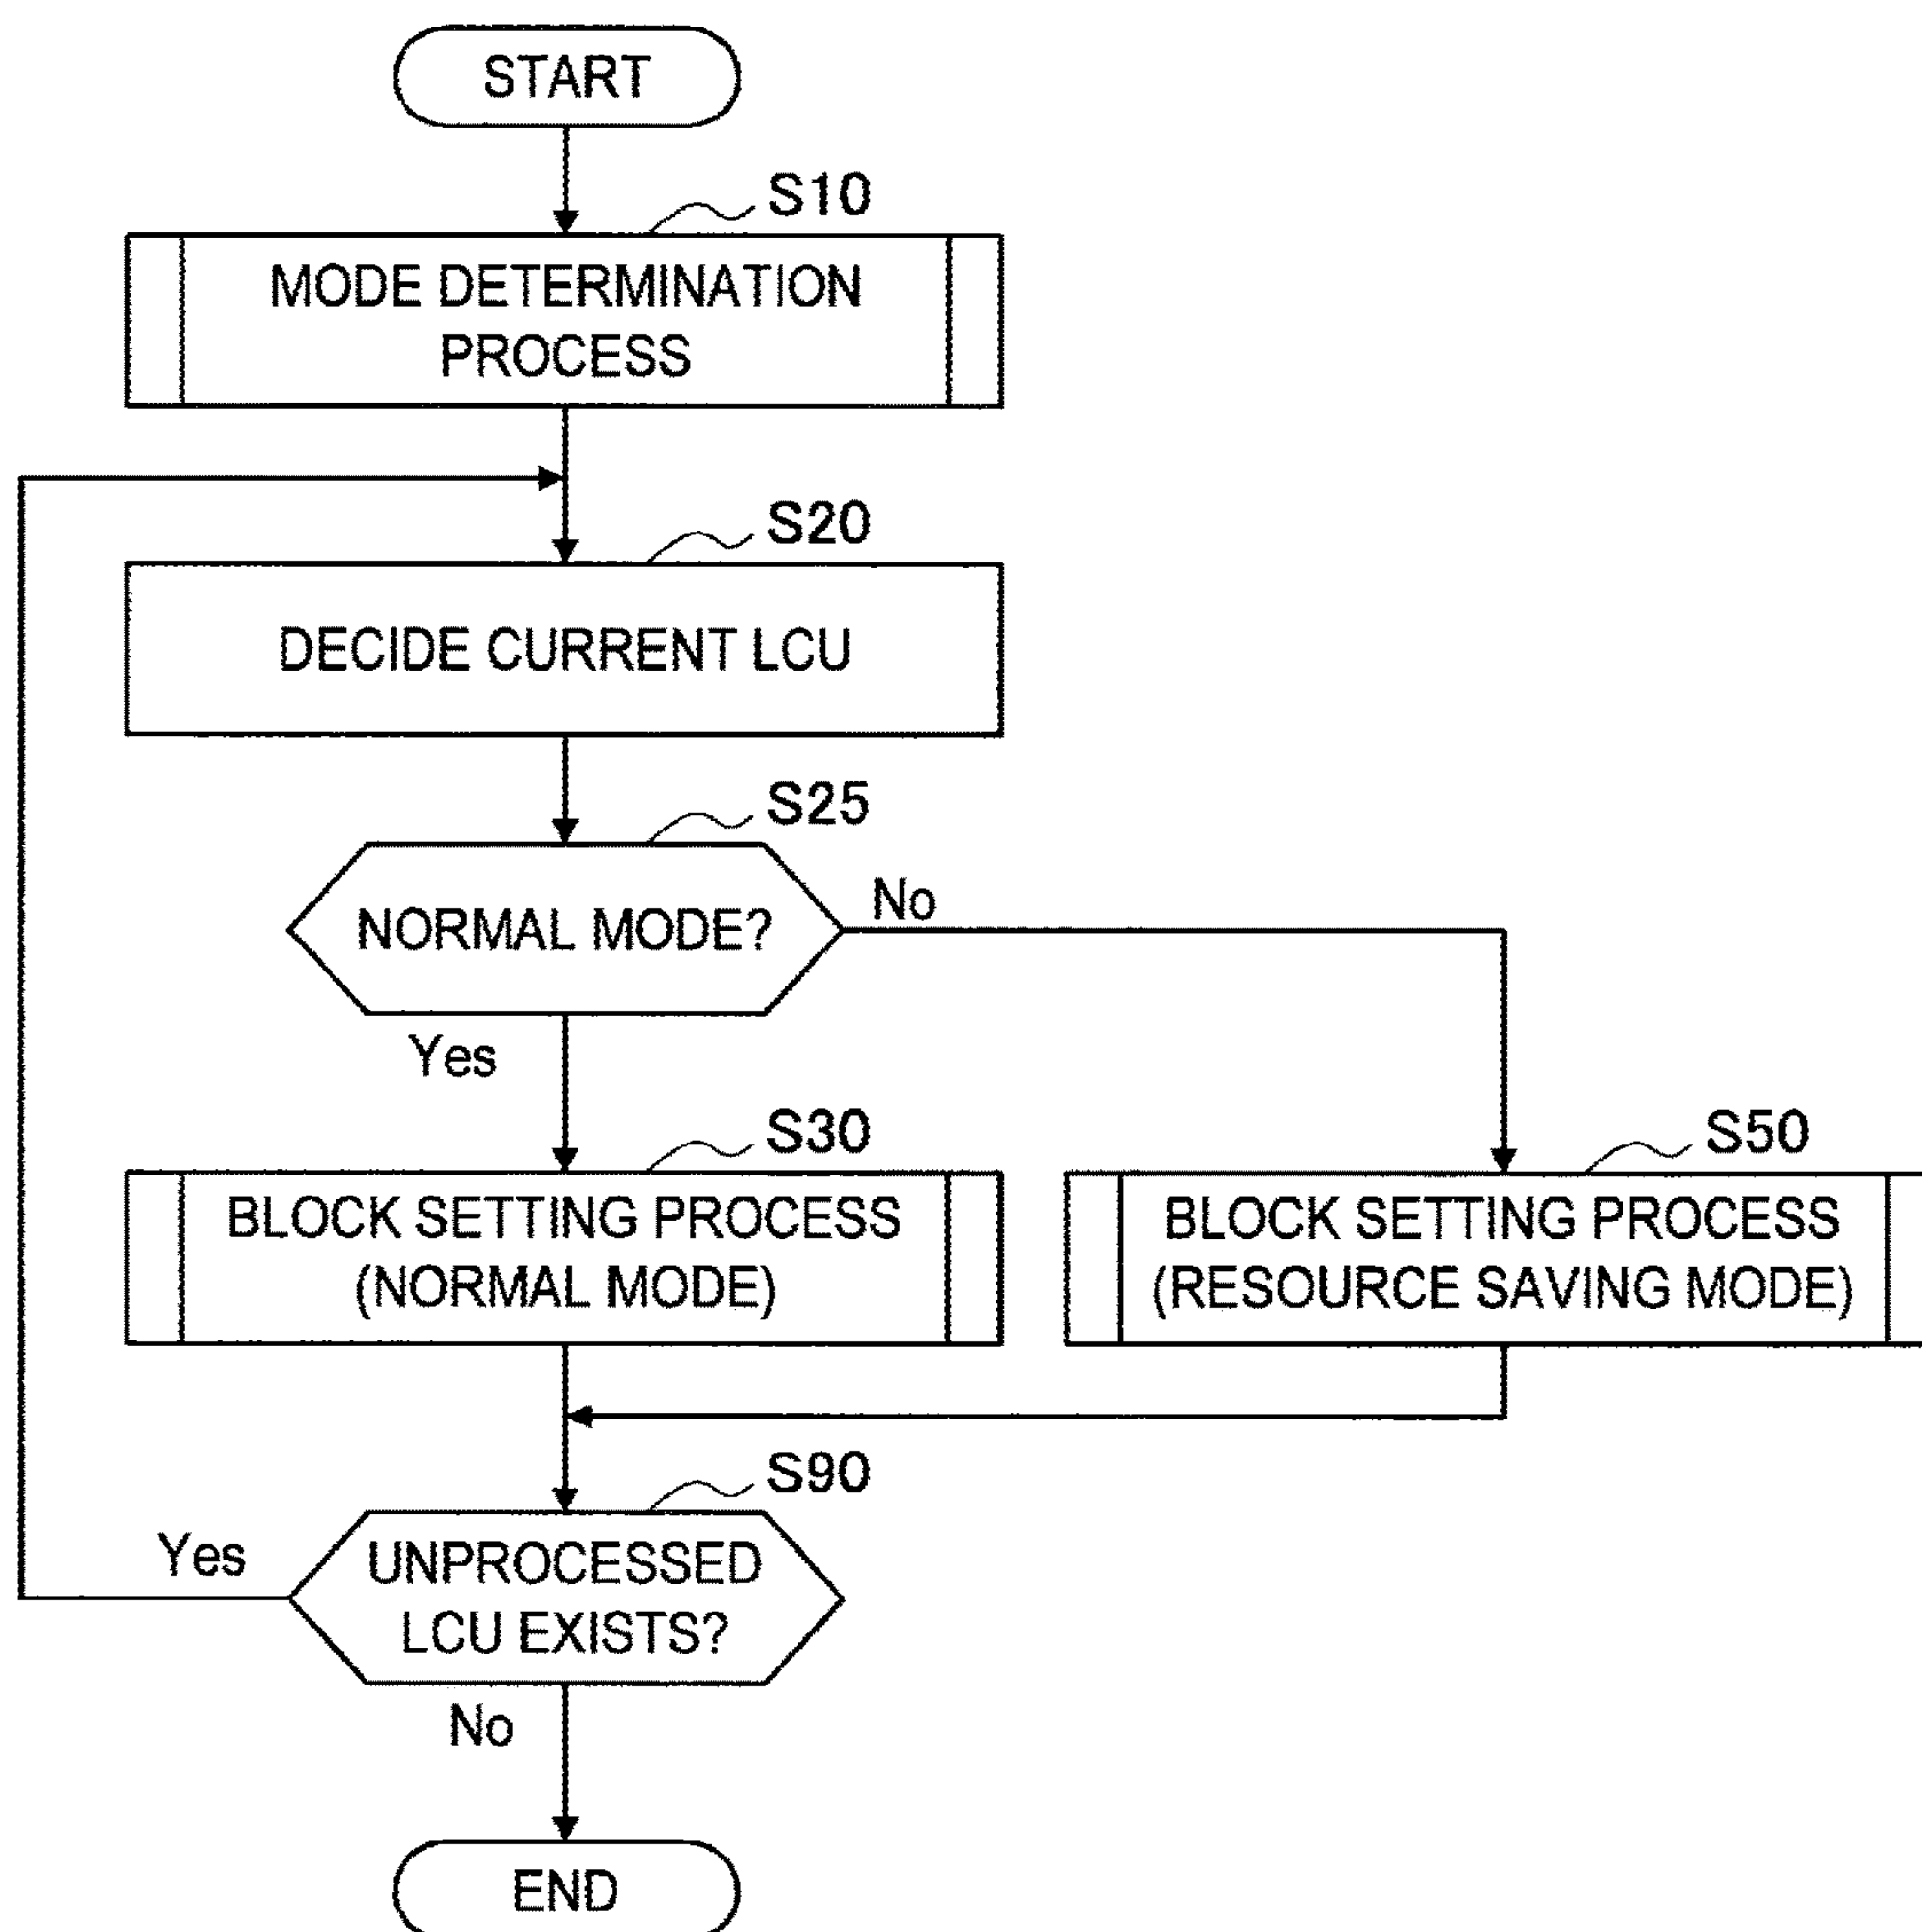 START
S10
MODE DETERMINATION
PROCESS
S20
DECIDE CURRENT LCU
S25
NORMAL MODE?
No
Yes
S30
BLOCK SETTING PROCESS
(NORMAL MODE)
S50
BLOCK SETTING PROCESS
(RESOURCE SAVING MODE)
S90
UNPROCESSED
LCU EXISTS?
Yes
No
END